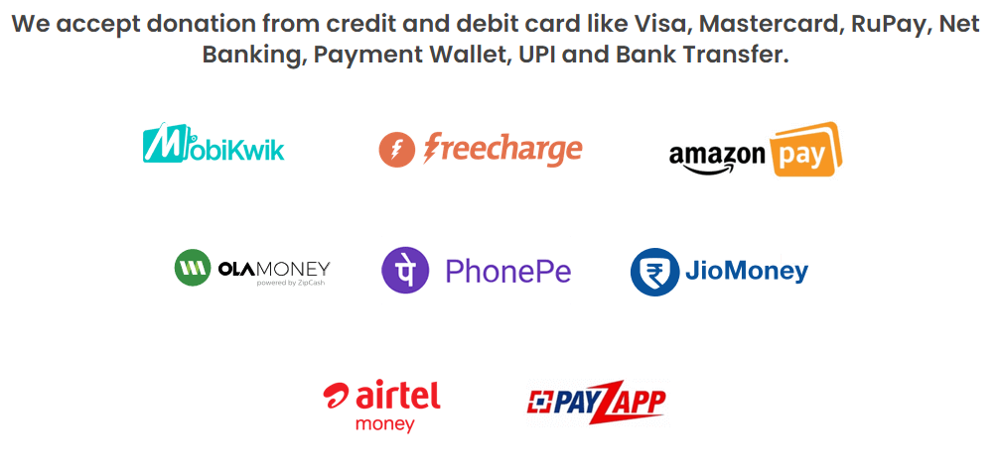 We accept donation from credit and debit card like Visa, Mastercard, RuPay, Net
Banking, Payment Wallet, UPI and Bank Transfer.
MobiKwik
freecharge
amazon pay
OLAMONEY
powered by ZipCash
पे PhonePe
₹ JioMoney
airtel
money
PAYZAPP